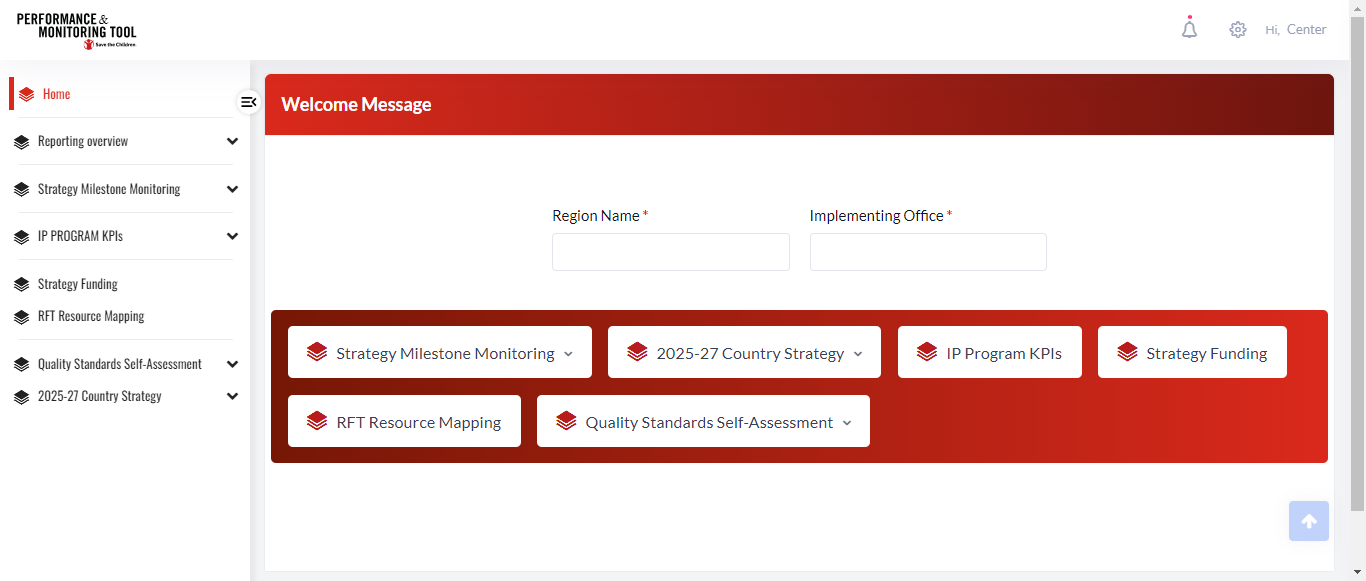 PERFORMANCE &
MONITORING TOOL
Save the Children
Hi, Center
Home
Reporting overview
Strategy Milestone Monitoring
IP PROGRAM KPIs
Strategy Funding
RFT Resource Mapping
Quality Standards Self-Assessment
2025-27 Country Strategy
Welcome Message
Region Name * Implementing Office *
Strategy Milestone Monitoring 2025-27 Country Strategy IP Program KPIs Strategy Funding
RFT Resource Mapping Quality Standards Self-Assessment